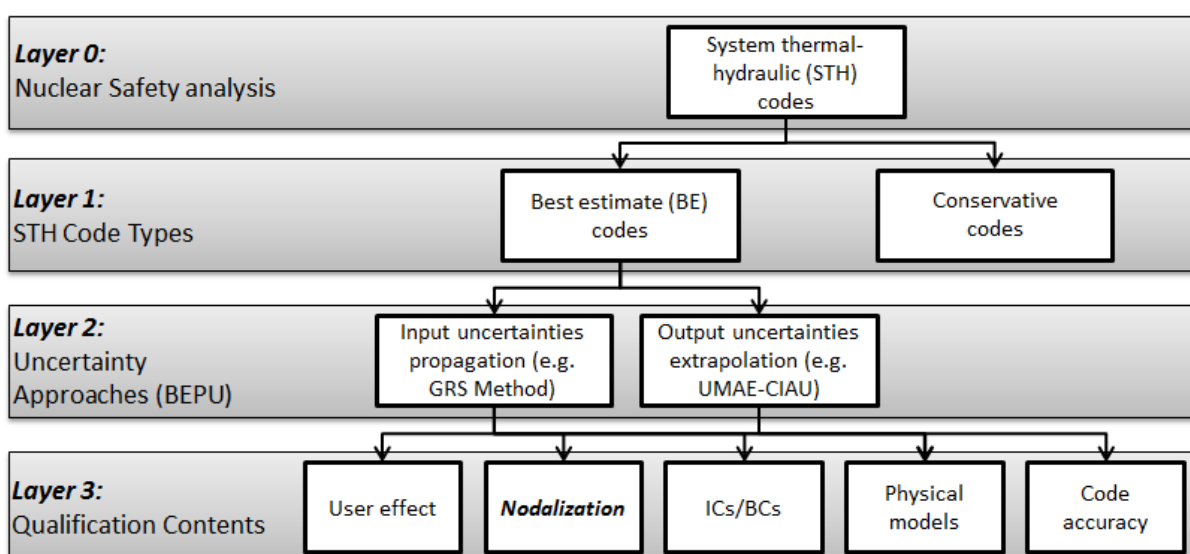 Layer 0:
Nuclear Safety analysis
System thermal-
hydraulic (STH)
codes
Layer 1:
STH Code Types
Best estimate (BE)
codes
Conservative
codes
Layer 2:
Uncertainty
Approaches (BEPU)
Input uncertainties
propagation (e.g.
GRS Method)
Output uncertainties
extrapolation (e.g.
UMAE-CIAU)
Layer 3:
Qualification Contents
User effect
Nodalization
ICs/BCs
Physical
models
Code
accuracy